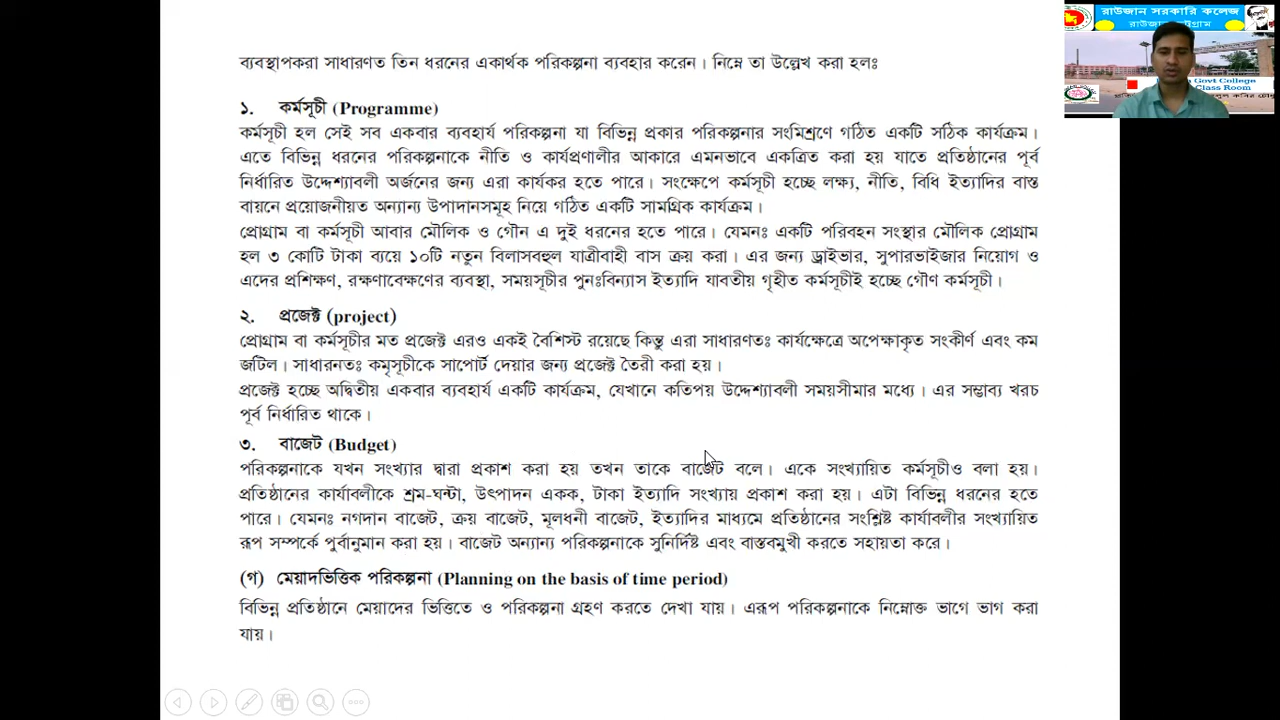 রাউজান সরকারি কলেজ
রাউজান, চট্টগ্রাম
Govt College
Class Room
ব্যবস্থাপকরা সাধারণত তিন ধরনের একার্থক পরিকল্পনা ব্যবহার করেন। নিম্নে তা উল্লেখ করা হলঃ
১. কর্মসূচী (Programme)
কর্মসূচী হল সেই সব একবার ব্যবহার্য পরিকল্পনা যা বিভিন্ন প্রকার পরিকল্পনার সংমিশ্রণে গঠিত একটি সঠিক কার্যক্রম।
এতে বিভিন্ন ধরনের পরিকল্পনাকে নীতি ও কার্যপ্রণালীর আকারে এমনভাবে একত্রিত করা হয় যাতে প্রতিষ্ঠানের পূর্ব
নির্ধারিত উদ্দেশ্যাবলী অর্জনের জন্য এরা কার্যকর হতে পারে। সংক্ষেপে কর্মসূচী হচ্ছে লক্ষ্য, নীতি, বিধি ইত্যাদির বাস্ত
বায়নে প্রয়োজনীয়ত অন্যান্য উপাদানসমূহ নিয়ে গঠিত একটি সামগ্রিক কার্যক্রম।
প্রোগ্রাম বা কর্মসূচী আবার মৌলিক ও গৌন এ দুই ধরনের হতে পারে। যেমনঃ একটি পরিবহন সংস্থার মৌলিক প্রোগ্রাম
হল ৩ কোটি টাকা ব্যয়ে ১০টি নতুন বিলাসবহুল যাত্রীবাহী বাস ক্রয় করা। এর জন্য ড্রাইভার, সুপারভাইজার নিয়োগ ও
এদের প্রশিক্ষণ, রক্ষণাবেক্ষণের ব্যবস্থা, সময়সূচীর পুনঃবিন্যাস ইত্যাদি যাবতীয় গৃহীত কর্মসূচীই হচ্ছে গৌণ কর্মসূচী।
২. প্রজেক্ট (project)
প্রোগ্রাম বা কর্মসূচীর মত প্রজেক্ট এরও একই বৈশিস্ট রয়েছে কিন্তু এরা সাধারণতঃ কার্যক্ষেত্রে অপেক্ষাকৃত সংকীর্ণ এবং কম
জটিল। সাধারনতঃ কমৃসূচীকে সাপোর্ট দেয়ার জন্য প্রজেক্ট তৈরী করা হয়।
প্রজেক্ট হচ্ছে অদ্বিতীয় একবার ব্যবহার্য একটি কার্যক্রম, যেখানে কতিপয় উদ্দেশ্যাবলী সময়সীমার মধ্যে। এর সম্ভাব্য খরচ
পূর্ব নির্ধারিত থাকে।
৩. বাজেট (Budget)
পরিকল্পনাকে যখন সংখ্যার দ্বারা প্রকাশ করা হয় তখন তাকে বাজেট বলে। একে সংখ্যায়িত কর্মসূচীও বলা হয়।
প্রতিষ্ঠানের কার্যাবলীকে শ্রম-ঘন্টা, উৎপাদন একক, টাকা ইত্যাদি সংখ্যায় প্রকাশ করা হয়। এটা বিভিন্ন ধরনের হতে
পারে। যেমনঃ নগদান বাজেট, ক্রয় বাজেট, মূলধনী বাজেট, ইত্যাদির মাধ্যমে প্রতিষ্ঠানের সংশ্লিষ্ট কার্যাবলীর সংখ্যায়িত
রূপ সম্পর্কে পুর্বানুমান করা হয়। বাজেট অন্যান্য পরিকল্পনাকে সুনির্দিষ্ট এবং বাস্তবমুখী করতে সহায়তা করে।
(গ) মেয়াদভিত্তিক পরিকল্পনা (Planning on the basis of time period)
বিভিন্ন প্রতিষ্ঠানে মেয়াদের ভিত্তিতে ও পরিকল্পনা গ্রহণ করতে দেখা যায়। এরূপ পরিকল্পনাকে নিম্নোক্ত ভাগে ভাগ করা
যায়।